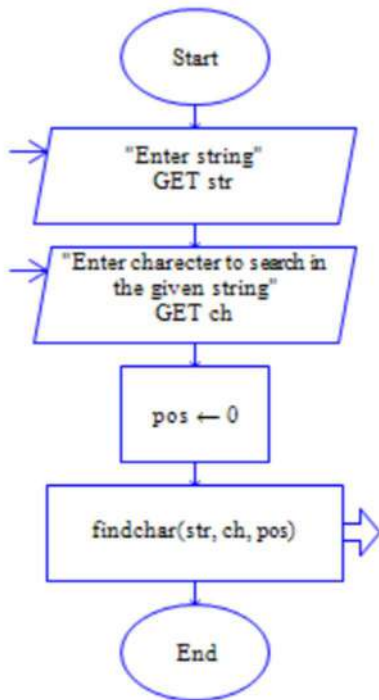 Start
"Enter string"
GET str
"Enter charecter to search in
the given string"
GET ch
pos ← 0
findchar(str, ch, pos)
End